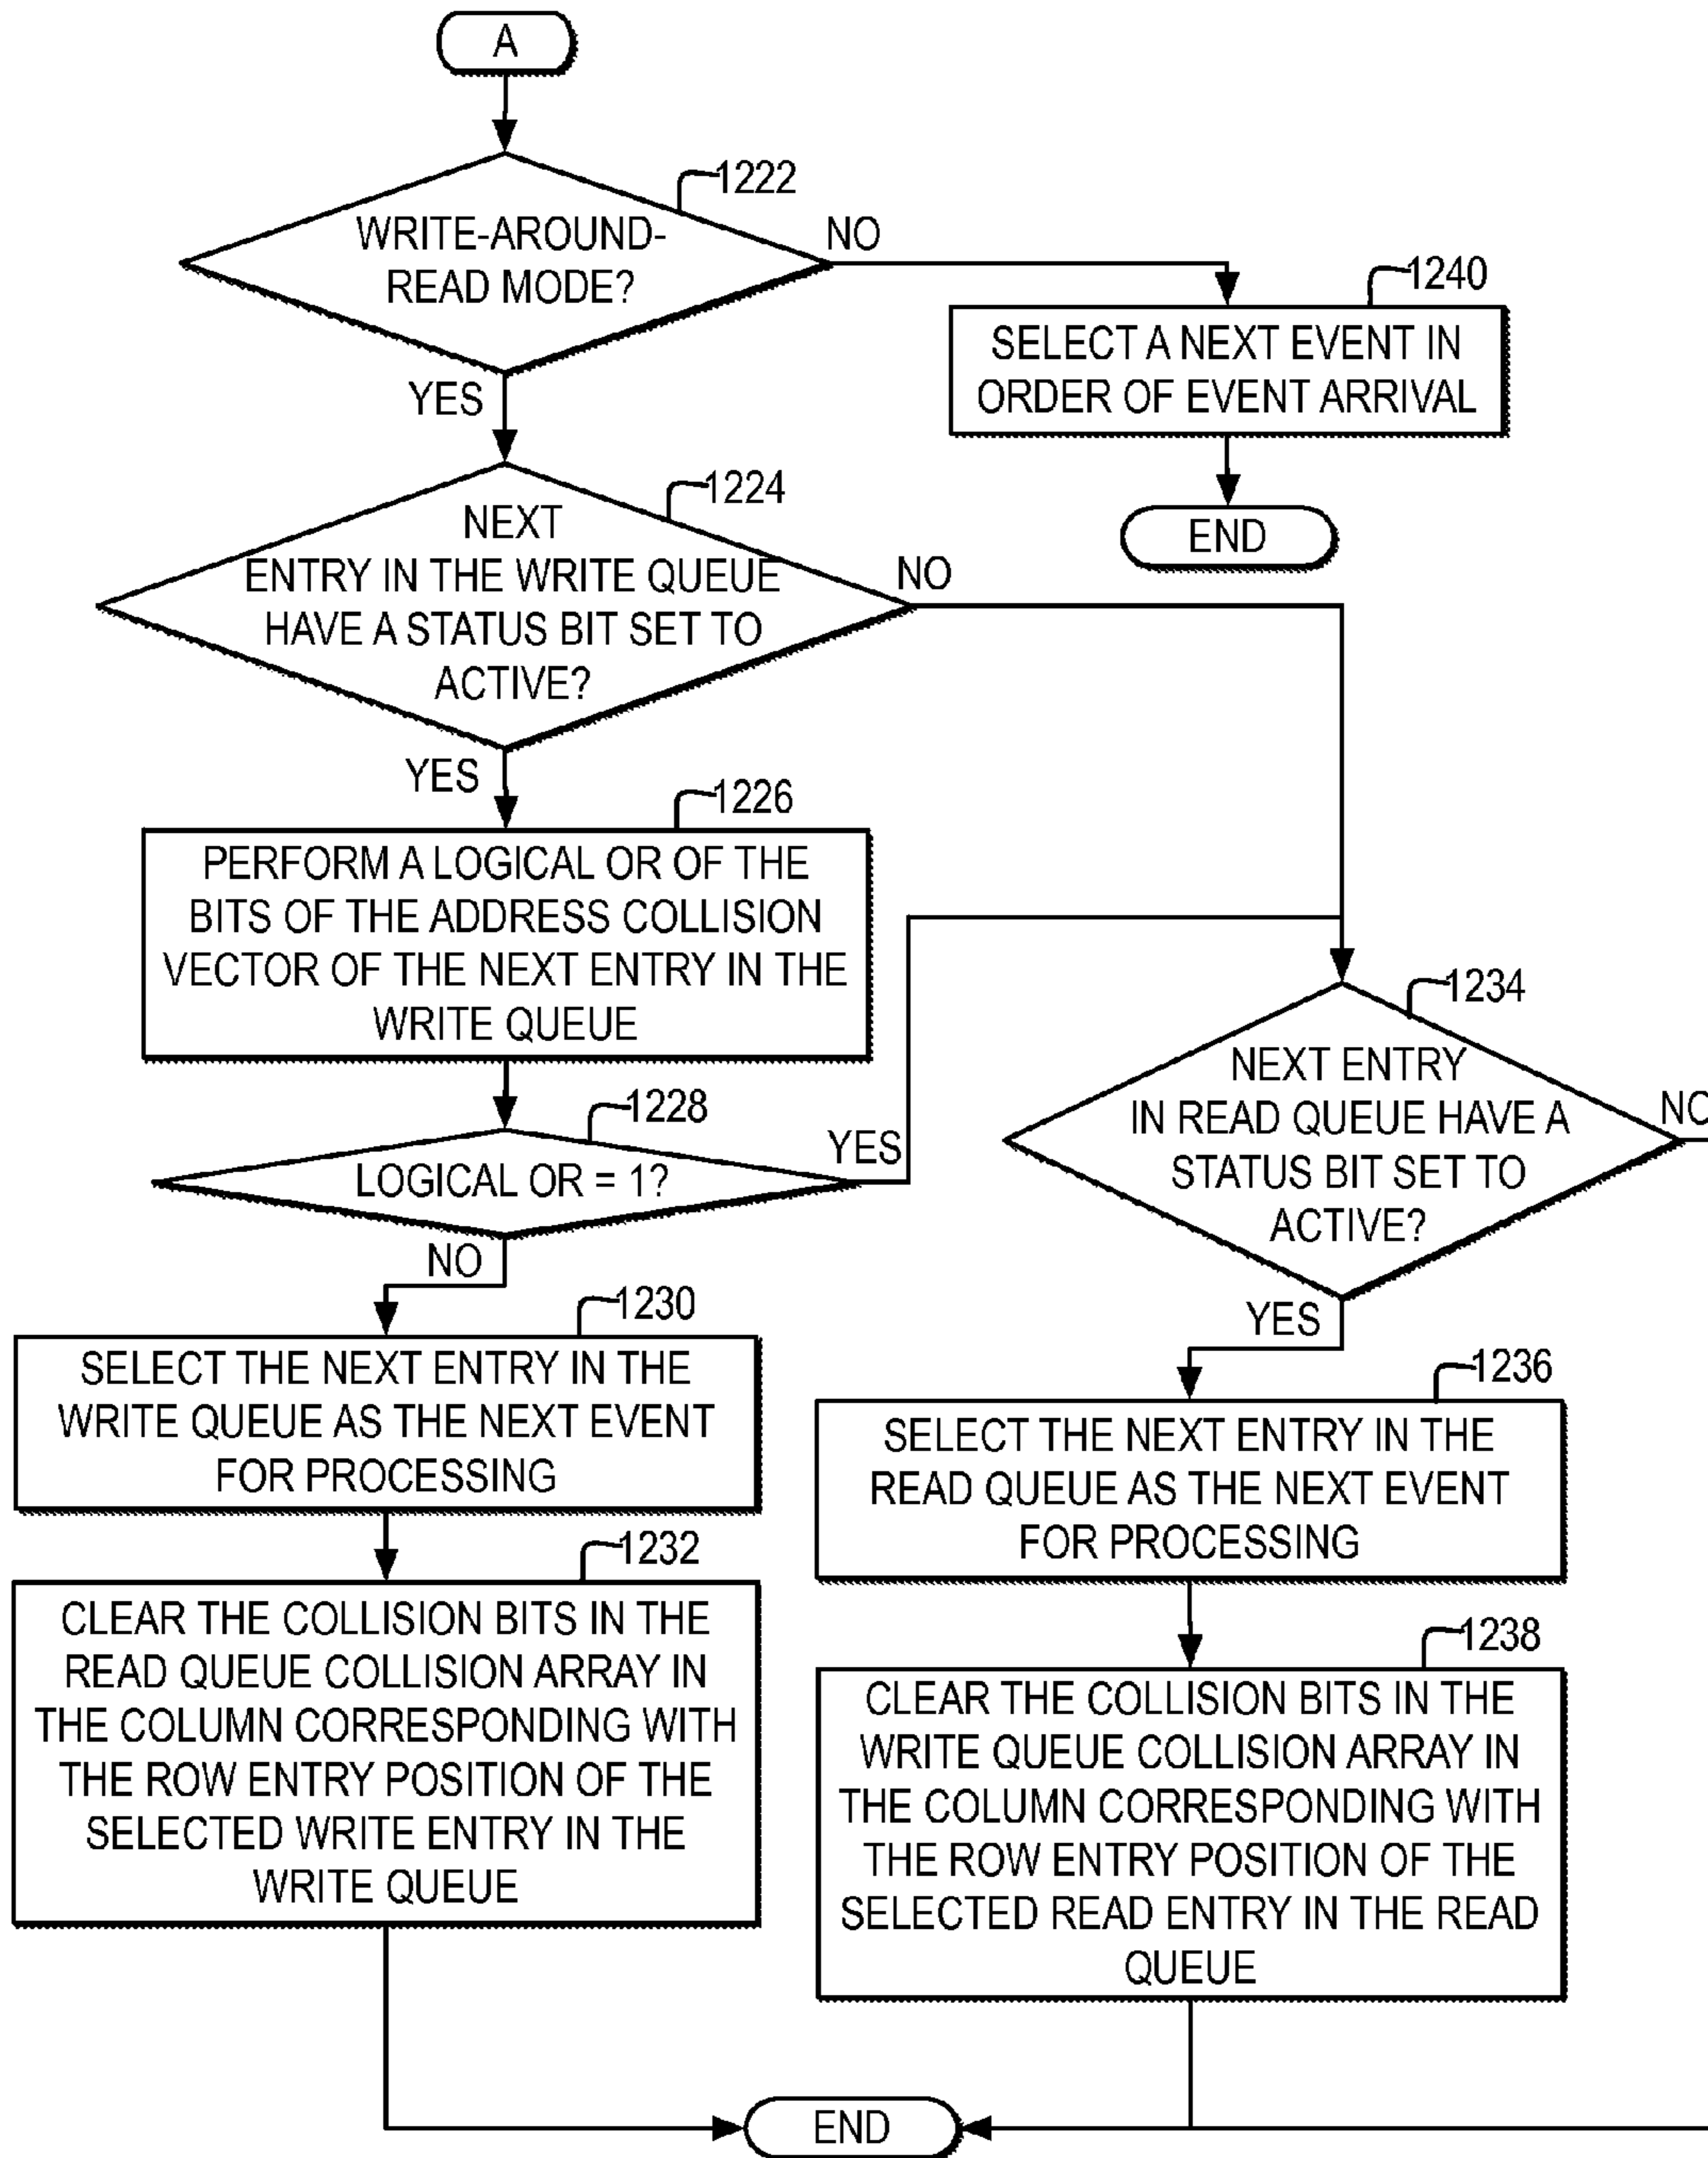 A
1222
WRITE-AROUND-
READ MODE?
NO
YES
1240
SELECT A NEXT EVENT IN
ORDER OF EVENT ARRIVAL
END
1224
NEXT
ENTRY IN THE WRITE QUEUE
HAVE A STATUS BIT SET TO
ACTIVE?
NO
YES
1226
PERFORM A LOGICAL OR OF THE
BITS OF THE ADDRESS COLLISION
VECTOR OF THE NEXT ENTRY IN THE
WRITE QUEUE
1228
LOGICAL OR = 1?
YES
NO
1234
NEXT ENTRY
IN READ QUEUE HAVE A
STATUS BIT SET TO
ACTIVE?
NO
YES
1230
SELECT THE NEXT ENTRY IN THE
WRITE QUEUE AS THE NEXT EVENT
FOR PROCESSING
1236
SELECT THE NEXT ENTRY IN THE
READ QUEUE AS THE NEXT EVENT
FOR PROCESSING
1232
CLEAR THE COLLISION BITS IN THE
READ QUEUE COLLISION ARRAY IN
THE COLUMN CORRESPONDING WITH
THE ROW ENTRY POSITION OF THE
SELECTED WRITE ENTRY IN THE
WRITE QUEUE
1238
CLEAR THE COLLISION BITS IN THE
WRITE QUEUE COLLISION ARRAY IN
THE COLUMN CORRESPONDING WITH
THE ROW ENTRY POSITION OF THE
SELECTED READ ENTRY IN THE READ
QUEUE
END